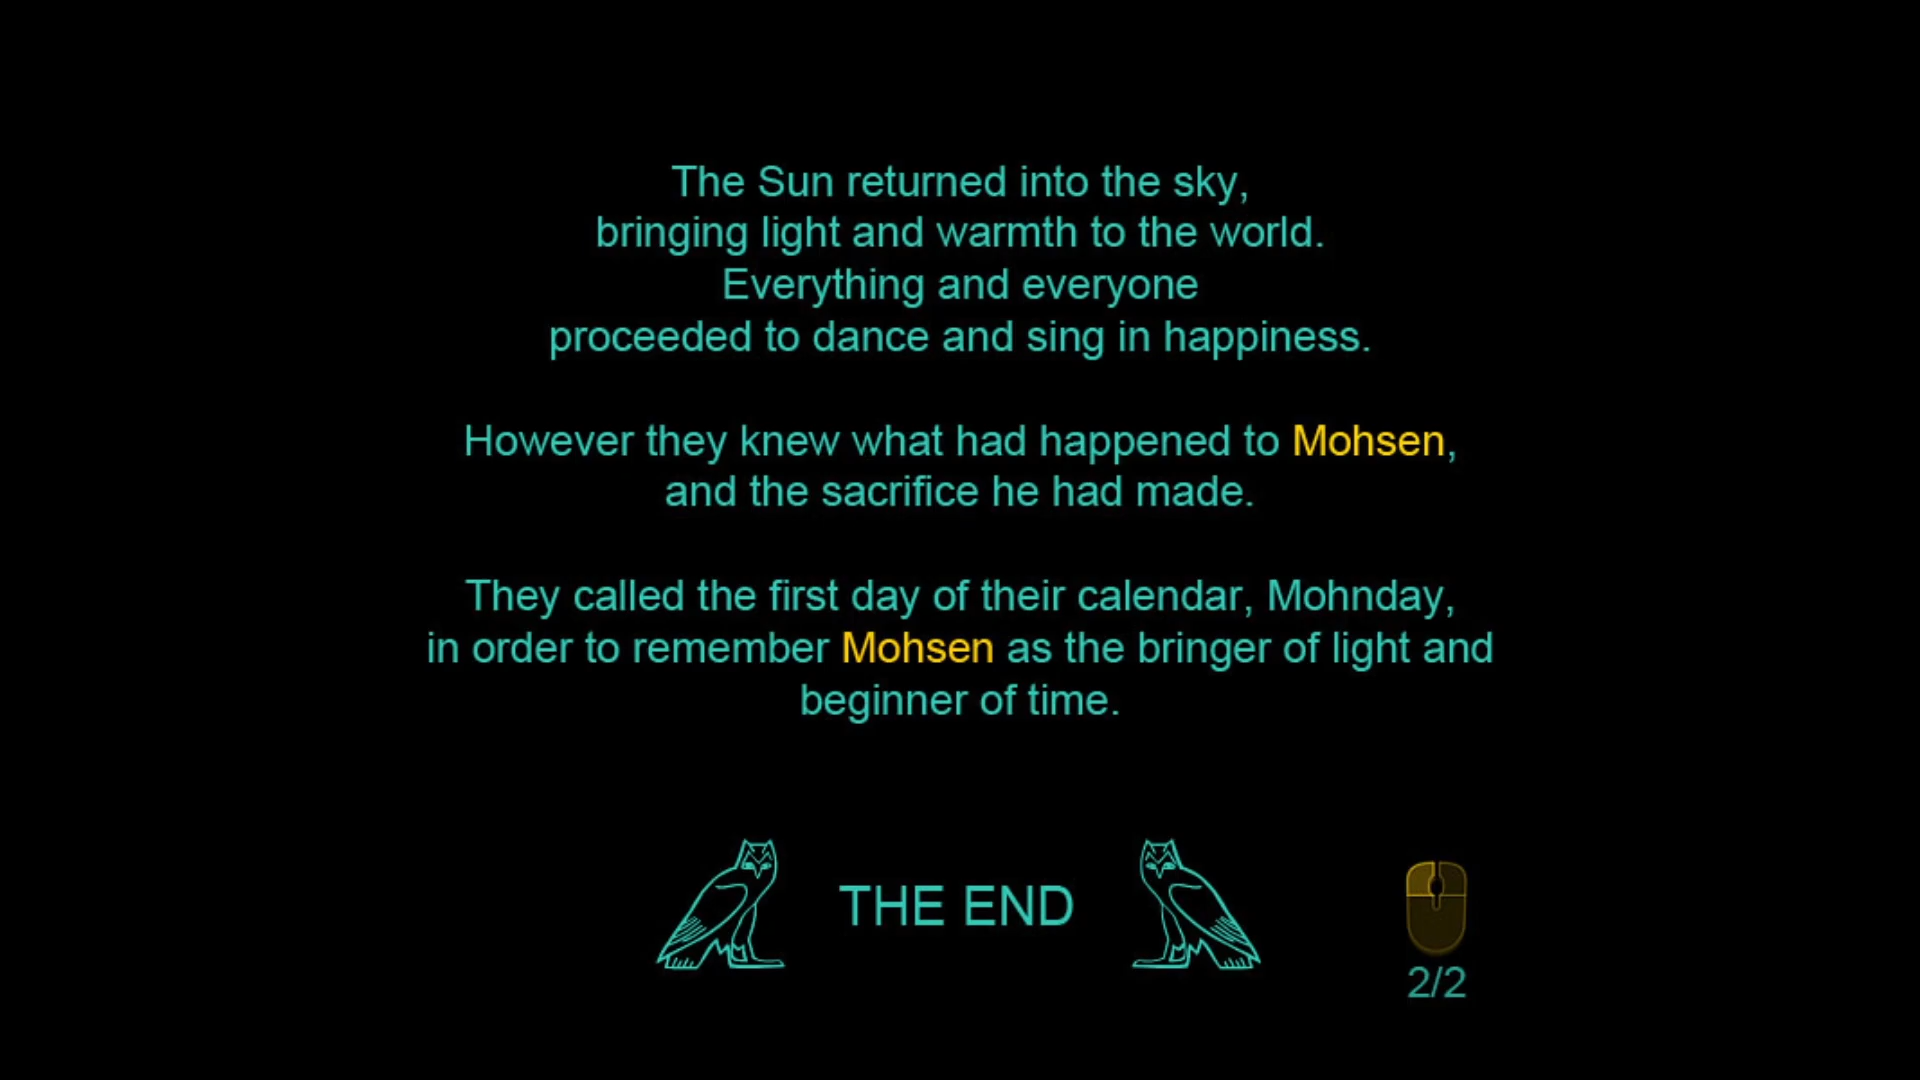 The Sun returned into the sky,
bringing light and warmth to the world.
Everything and everyone
proceeded to dance and sing in happiness.
However they knew what had happened to Mohsen,
and the sacrifice he had made.
They called the first day of their calendar, Mohnday,
in order to remember Mohsen as the bringer of light and
beginner of time.
THE END
2/2